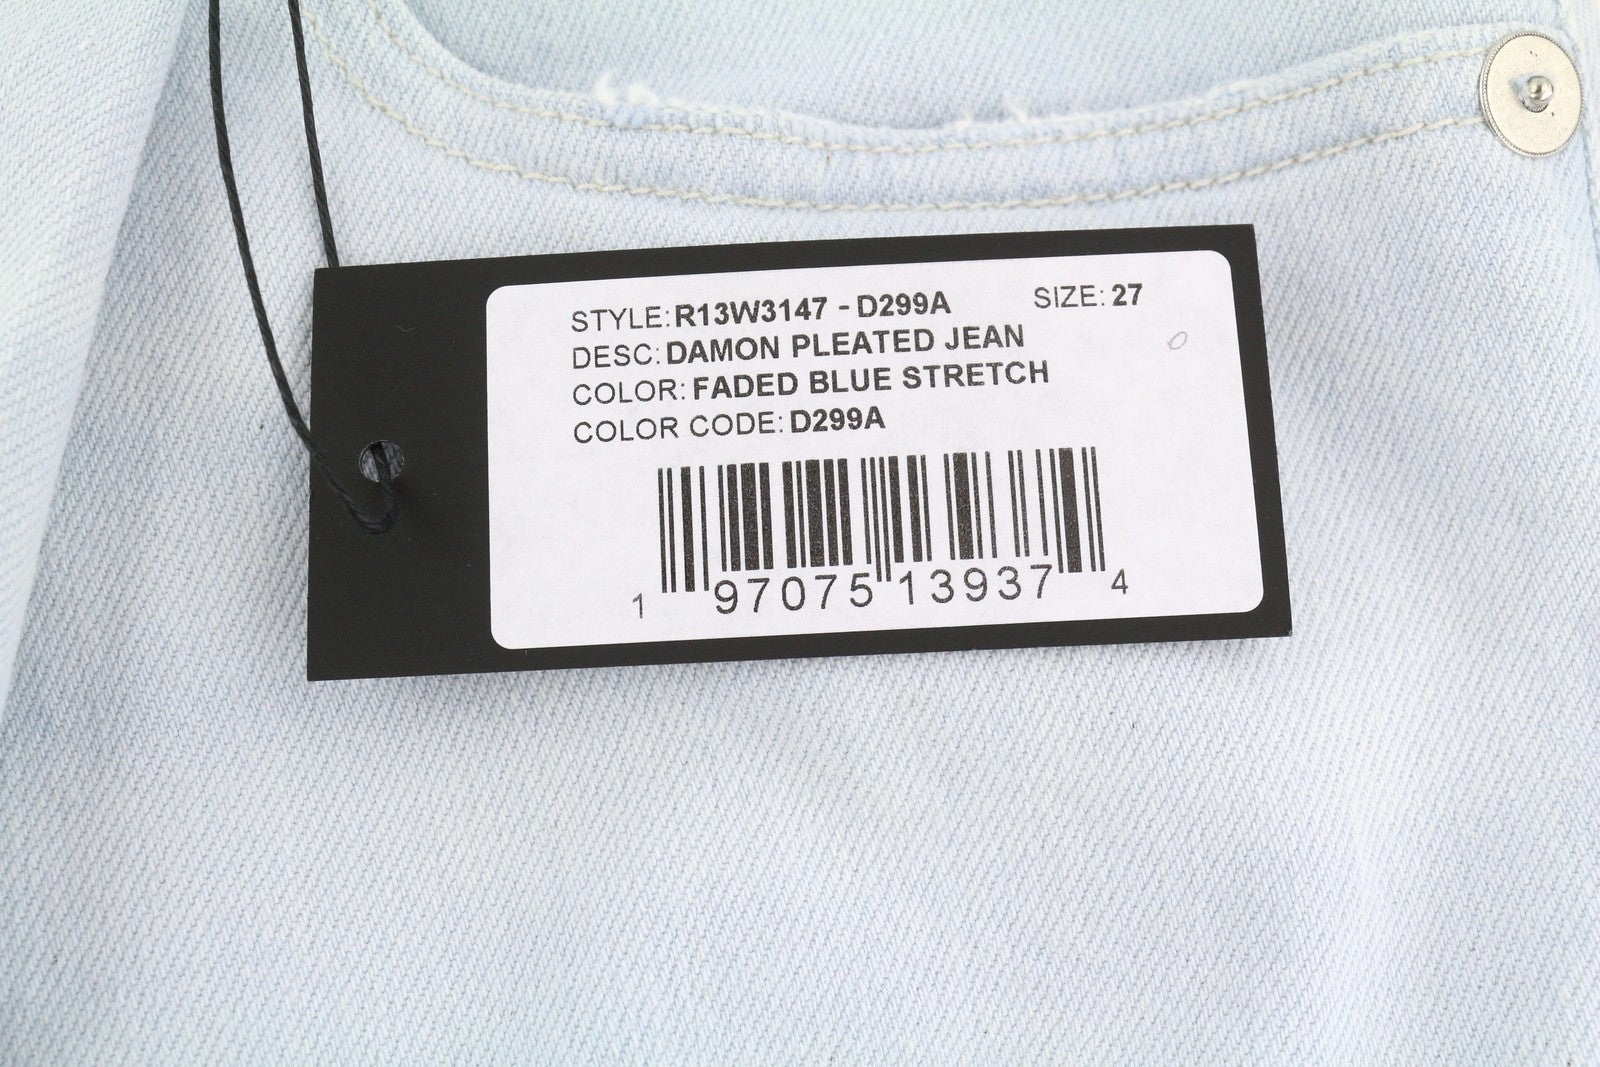 STYLE: R13W3147 - D299A SIZE: 27
DESC: DAMON PLEATED JEAN
COLOR: FADED BLUE STRETCH
COLOR CODE: D299A
1 97075 13937 4